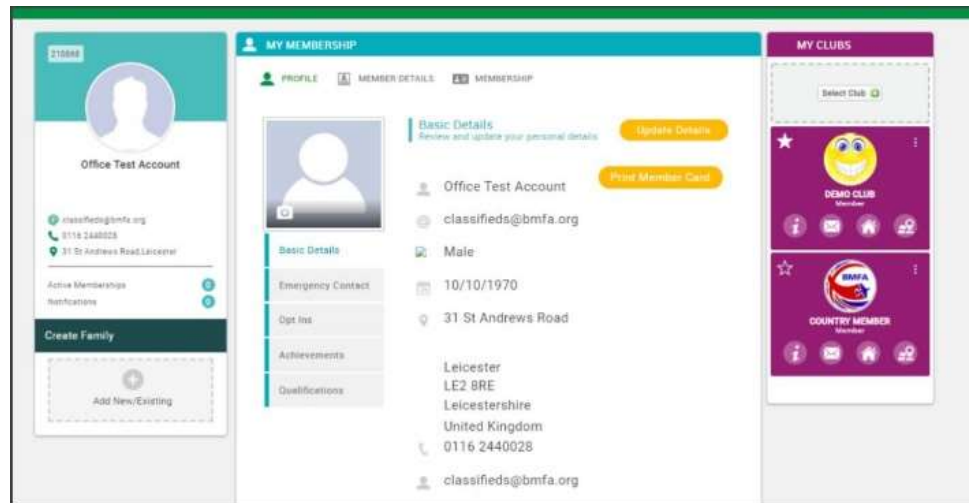 210868
Office Test Account
classifieds@bmfa.org
0116 2440028
31 St Andrews Road,Leicester
Active Memberships 0
Notifications 0
Create Family
Add New/Existing
MY MEMBERSHIP
PROFILE MEMBER DETAILS MEMBERSHIP
Basic Details
Review and update your personal details
Update Details
Print Member Card
Basic Details
Emergency Contact
Opt Ins
Achievements
Qualifications
Office Test Account
classifieds@bmfa.org
Male
10/10/1970
31 St Andrews Road
Leicester
LE2 8RE
Leicestershire
United Kingdom
0116 2440028
classifieds@bmfa.org
MY CLUBS
Select Club
DEMO CLUB
Member
BMFA
COUNTRY MEMBER
Member